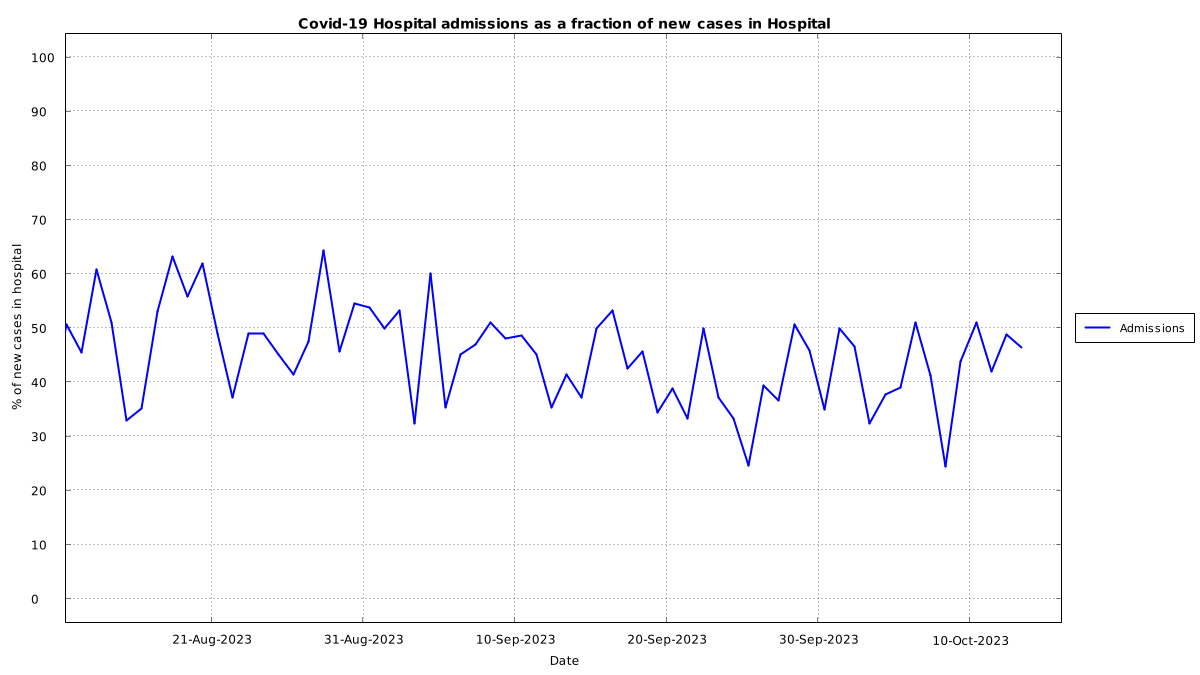 Covid-19 Hospital admissions as a fraction of new cases in Hospital
100
90
80
70
60
50
40
30
20
10
0
% of new cases in hospital
21-Aug-2023
31-Aug-2023
10-Sep-2023
20-Sep-2023
30-Sep-2023
10-Oct-2023
Date
Admissions